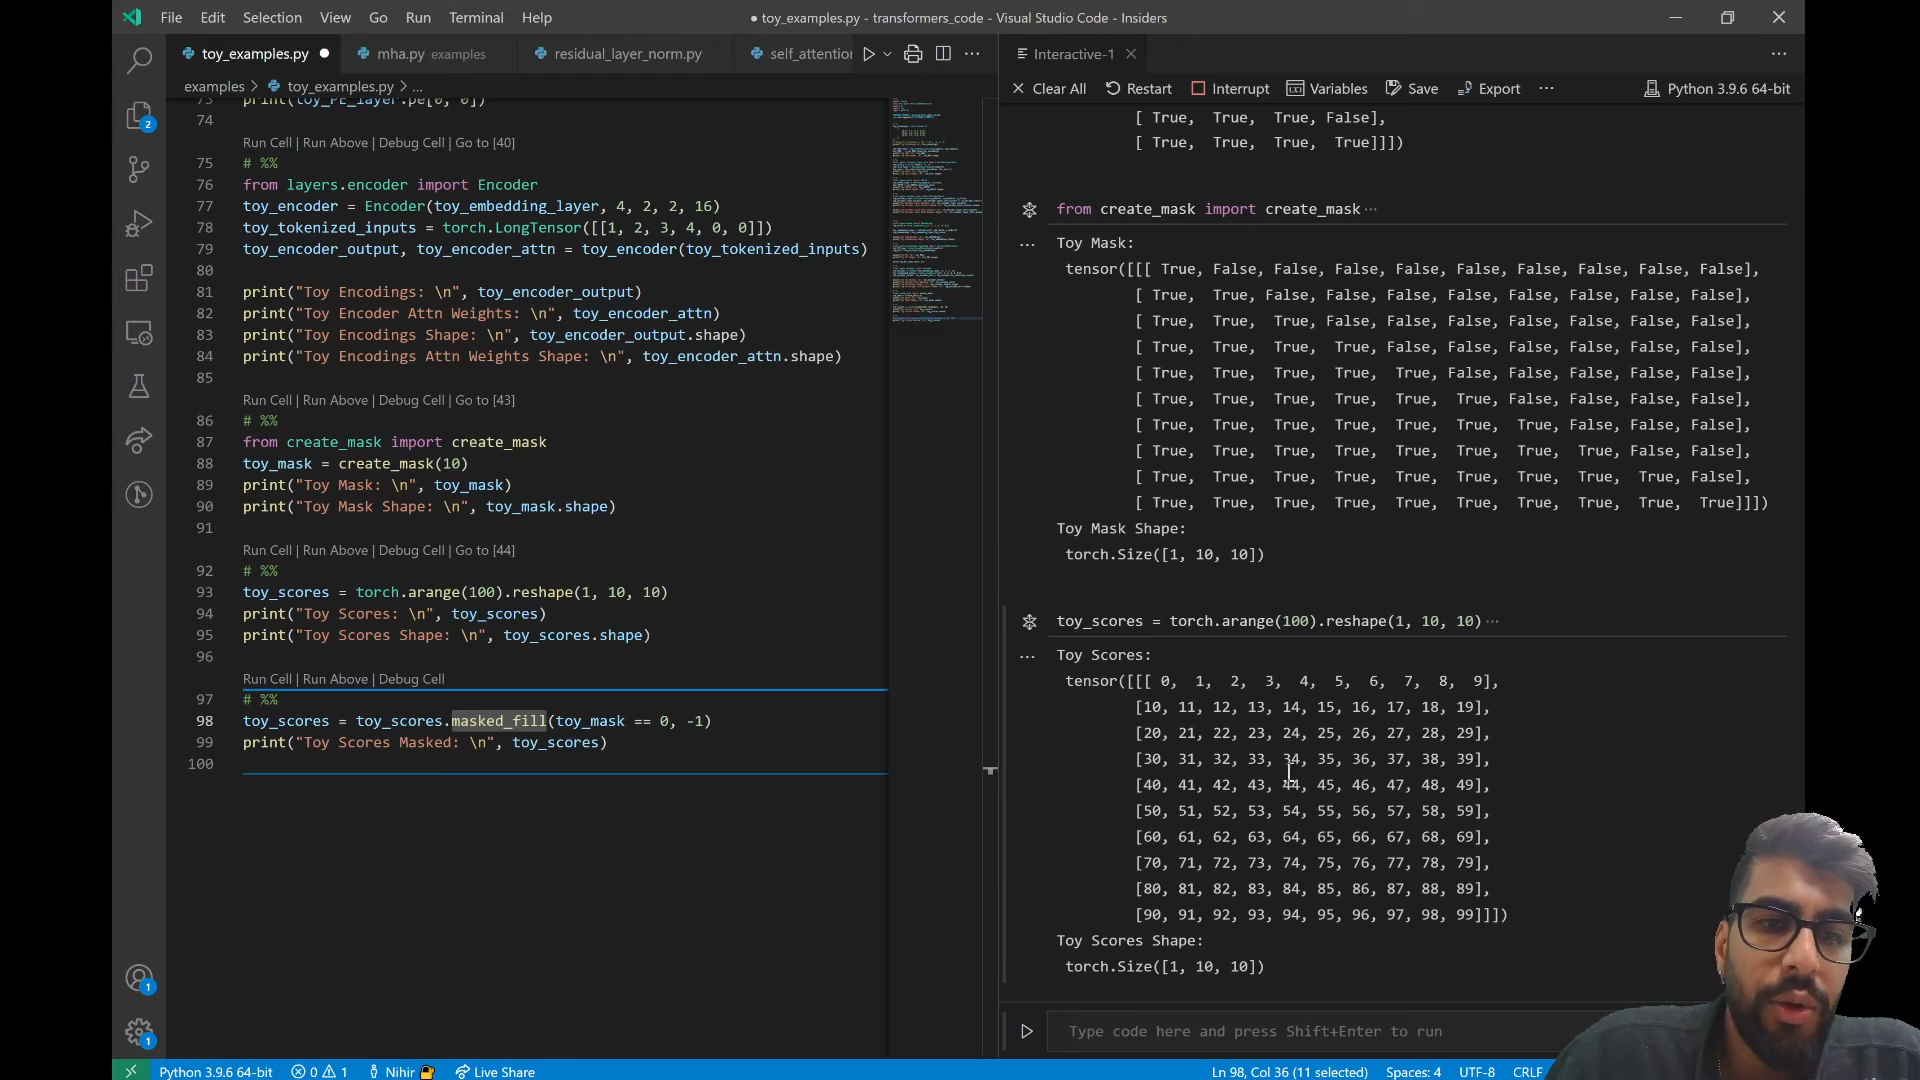 File Edit Selection View Go Run Terminal Help
● toy_examples.py - transformers_code - Visual Studio Code - Insiders
toy_examples.py ●
mha.py examples
residual_layer_norm.py
self_attention
Interactive-1
examples > toy_examples.py > ...
Clear All Restart Interrupt Variables Save Export ··· Python 3.9.6 64-bit
73 print(toy_PE_layer.pe[0, 0])
74
Run Cell | Run Above | Debug Cell | Go to [40]
75 # %%
76 from layers.encoder import Encoder
77 toy_encoder = Encoder(toy_embedding_layer, 4, 2, 2, 16)
78 toy_tokenized_inputs = torch.LongTensor([[1, 2, 3, 4, 0, 0]])
79 toy_encoder_output, toy_encoder_attn = toy_encoder(toy_tokenized_inputs)
80
81 print("Toy Encodings: \n", toy_encoder_output)
82 print("Toy Encoder Attn Weights: \n", toy_encoder_attn)
83 print("Toy Encodings Shape: \n", toy_encoder_output.shape)
84 print("Toy Encodings Attn Weights Shape: \n", toy_encoder_attn.shape)
85
Run Cell | Run Above | Debug Cell | Go to [43]
86 # %%
87 from create_mask import create_mask
88 toy_mask = create_mask(10)
89 print("Toy Mask: \n", toy_mask)
90 print("Toy Mask Shape: \n", toy_mask.shape)
91
Run Cell | Run Above | Debug Cell | Go to [44]
92 # %%
93 toy_scores = torch.arange(100).reshape(1, 10, 10)
94 print("Toy Scores: \n", toy_scores)
95 print("Toy Scores Shape: \n", toy_scores.shape)
96
Run Cell | Run Above | Debug Cell
97 # %%
98 toy_scores = toy_scores.masked_fill(toy_mask == 0, -1)
99 print("Toy Scores Masked: \n", toy_scores)
100
[ True, True, True, False],
[ True, True, True, True]]])
from create_mask import create_mask ···
Toy Mask:
tensor([[[ True, False, False, False, False, False, False, False, False, False],
[ True, True, False, False, False, False, False, False, False, False],
[ True, True, True, False, False, False, False, False, False, False],
[ True, True, True, True, False, False, False, False, False, False],
[ True, True, True, True, True, False, False, False, False, False],
[ True, True, True, True, True, True, False, False, False, False],
[ True, True, True, True, True, True, True, False, False, False],
[ True, True, True, True, True, True, True, True, False, False],
[ True, True, True, True, True, True, True, True, True, False],
[ True, True, True, True, True, True, True, True, True, True]]])
Toy Mask Shape:
torch.Size([1, 10, 10])
toy_scores = torch.arange(100).reshape(1, 10, 10) ···
Toy Scores:
tensor([[[ 0, 1, 2, 3, 4, 5, 6, 7, 8, 9],
[10, 11, 12, 13, 14, 15, 16, 17, 18, 19],
[20, 21, 22, 23, 24, 25, 26, 27, 28, 29],
[30, 31, 32, 33, 34, 35, 36, 37, 38, 39],
[40, 41, 42, 43, 44, 45, 46, 47, 48, 49],
[50, 51, 52, 53, 54, 55, 56, 57, 58, 59],
[60, 61, 62, 63, 64, 65, 66, 67, 68, 69],
[70, 71, 72, 73, 74, 75, 76, 77, 78, 79],
[80, 81, 82, 83, 84, 85, 86, 87, 88, 89],
[90, 91, 92, 93, 94, 95, 96, 97, 98, 99]]])
Toy Scores Shape:
torch.Size([1, 10, 10])
Type code here and press Shift+Enter to run
2
1
1
Python 3.9.6 64-bit 0 1 Nihir Live Share
Ln 98, Col 36 (11 selected) Spaces: 4 UTF-8 CRLF